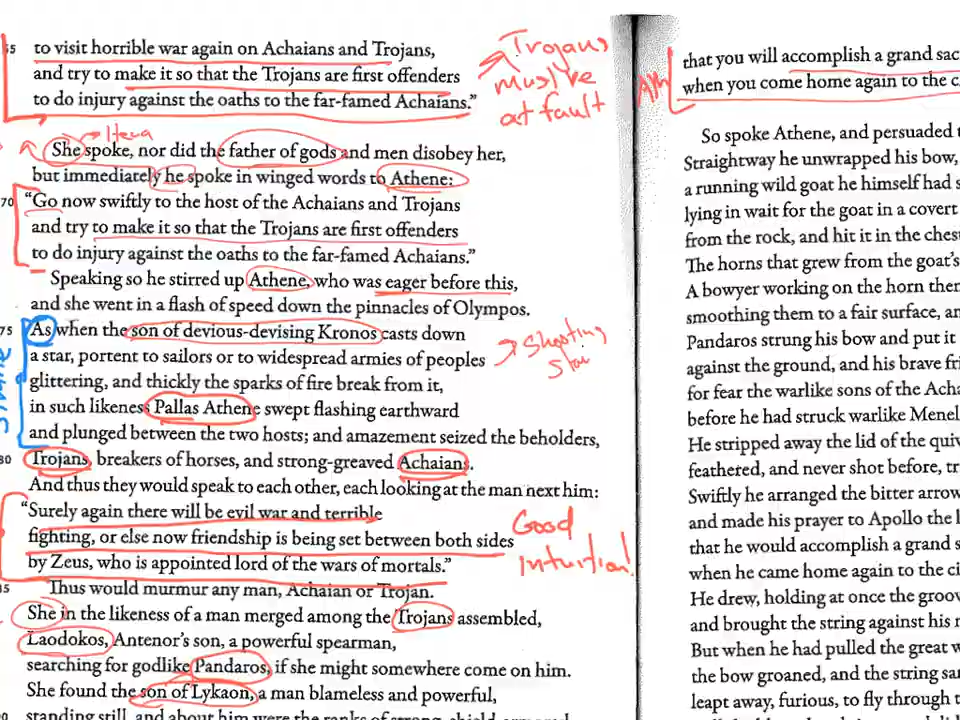 65 to visit horrible war again on Achaians and Trojans,
and try to make it so that the Trojans are first offenders
to do injury against the oaths to the far-famed Achaians."
Trojans
must've
at fault
Hera
She spoke, nor did the father of gods and men disobey her,
but immediately he spoke in winged words to Athene:
70 "Go now swiftly to the host of the Achaians and Trojans
and try to make it so that the Trojans are first offenders
to do injury against the oaths to the far-famed Achaians."
Speaking so he stirred up Athene, who was eager before this,
and she went in a flash of speed down the pinnacles of Olympos.
75 As when the son of devious-devising Kronos casts down
a star, portent to sailors or to widespread armies of peoples
glittering, and thickly the sparks of fire break from it,
in such likeness Pallas Athene swept flashing earthward
and plunged between the two hosts; and amazement seized the beholders,
Shooting
star
80 Trojans, breakers of horses, and strong-greaved Achaians.
And thus they would speak to each other, each looking at the man next him:
"Surely again there will be evil war and terrible
fighting, or else now friendship is being set between both sides
by Zeus, who is appointed lord of the wars of mortals."
Good
intuition!
85 Thus would murmur any man, Achaian or Trojan.
She in the likeness of a man merged among the Trojans assembled,
Laodokos, Antenor's son, a powerful spearman,
searching for godlike Pandaros, if she might somewhere come on him.
She found the son of Lykaon, a man blameless and powerful,
standing still, and about him were the ranks of strong, shield-armored
that you will accomplish a grand sac
when you come home again to the c
So spoke Athene, and persuaded t
Straightway he unwrapped his bow,
a running wild goat he himself had s
lying in wait for the goat in a covert
from the rock, and hit it in the chest
The horns that grew from the goat's
A bowyer working on the horn then
smoothing them to a fair surface, an
Pandaros strung his bow and put it
against the ground, and his brave fri
for fear the warlike sons of the Acha
before he had struck warlike Menel
He stripped away the lid of the quiv
feathered, and never shot before, tr
Swiftly he arranged the bitter arrow
and made his prayer to Apollo the l
that he would accomplish a grand s
when he came home again to the ci
He drew, holding at once the groov
and brought the string against his n
But when he had pulled the great w
the bow groaned, and the string sa
leapt away, furious, to fly through t